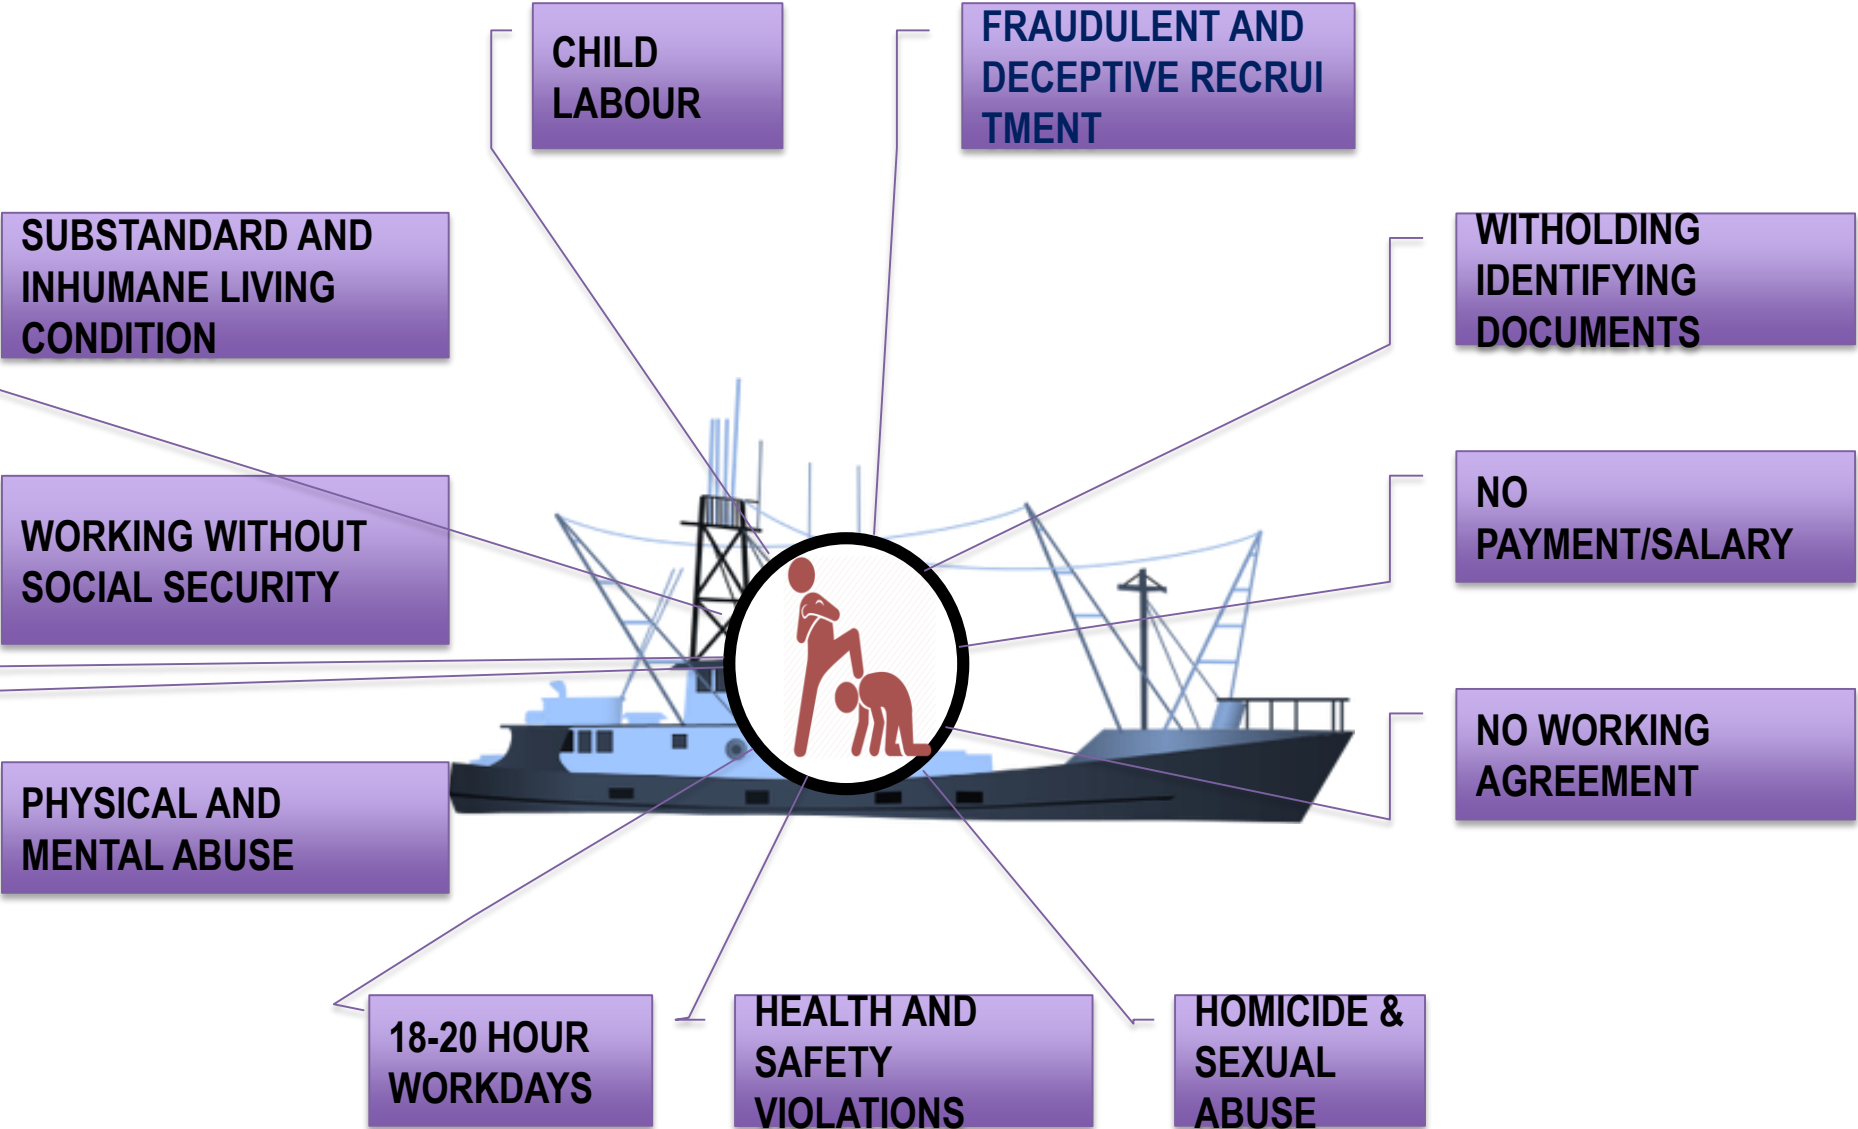 CHILD
LABOUR
FRAUDULENT AND
DECEPTIVE RECRUI
TMENT
SUBSTANDARD AND
INHUMANE LIVING
CONDITION
WITHOLDING
IDENTIFYING
DOCUMENTS
WORKING WITHOUT
SOCIAL SECURITY
NO
PAYMENT/SALARY
PHYSICAL AND
MENTAL ABUSE
NO WORKING
AGREEMENT
18-20 HOUR
WORKDAYS
HEALTH AND
SAFETY
VIOLATIONS
HOMICIDE &
SEXUAL
ABUSE